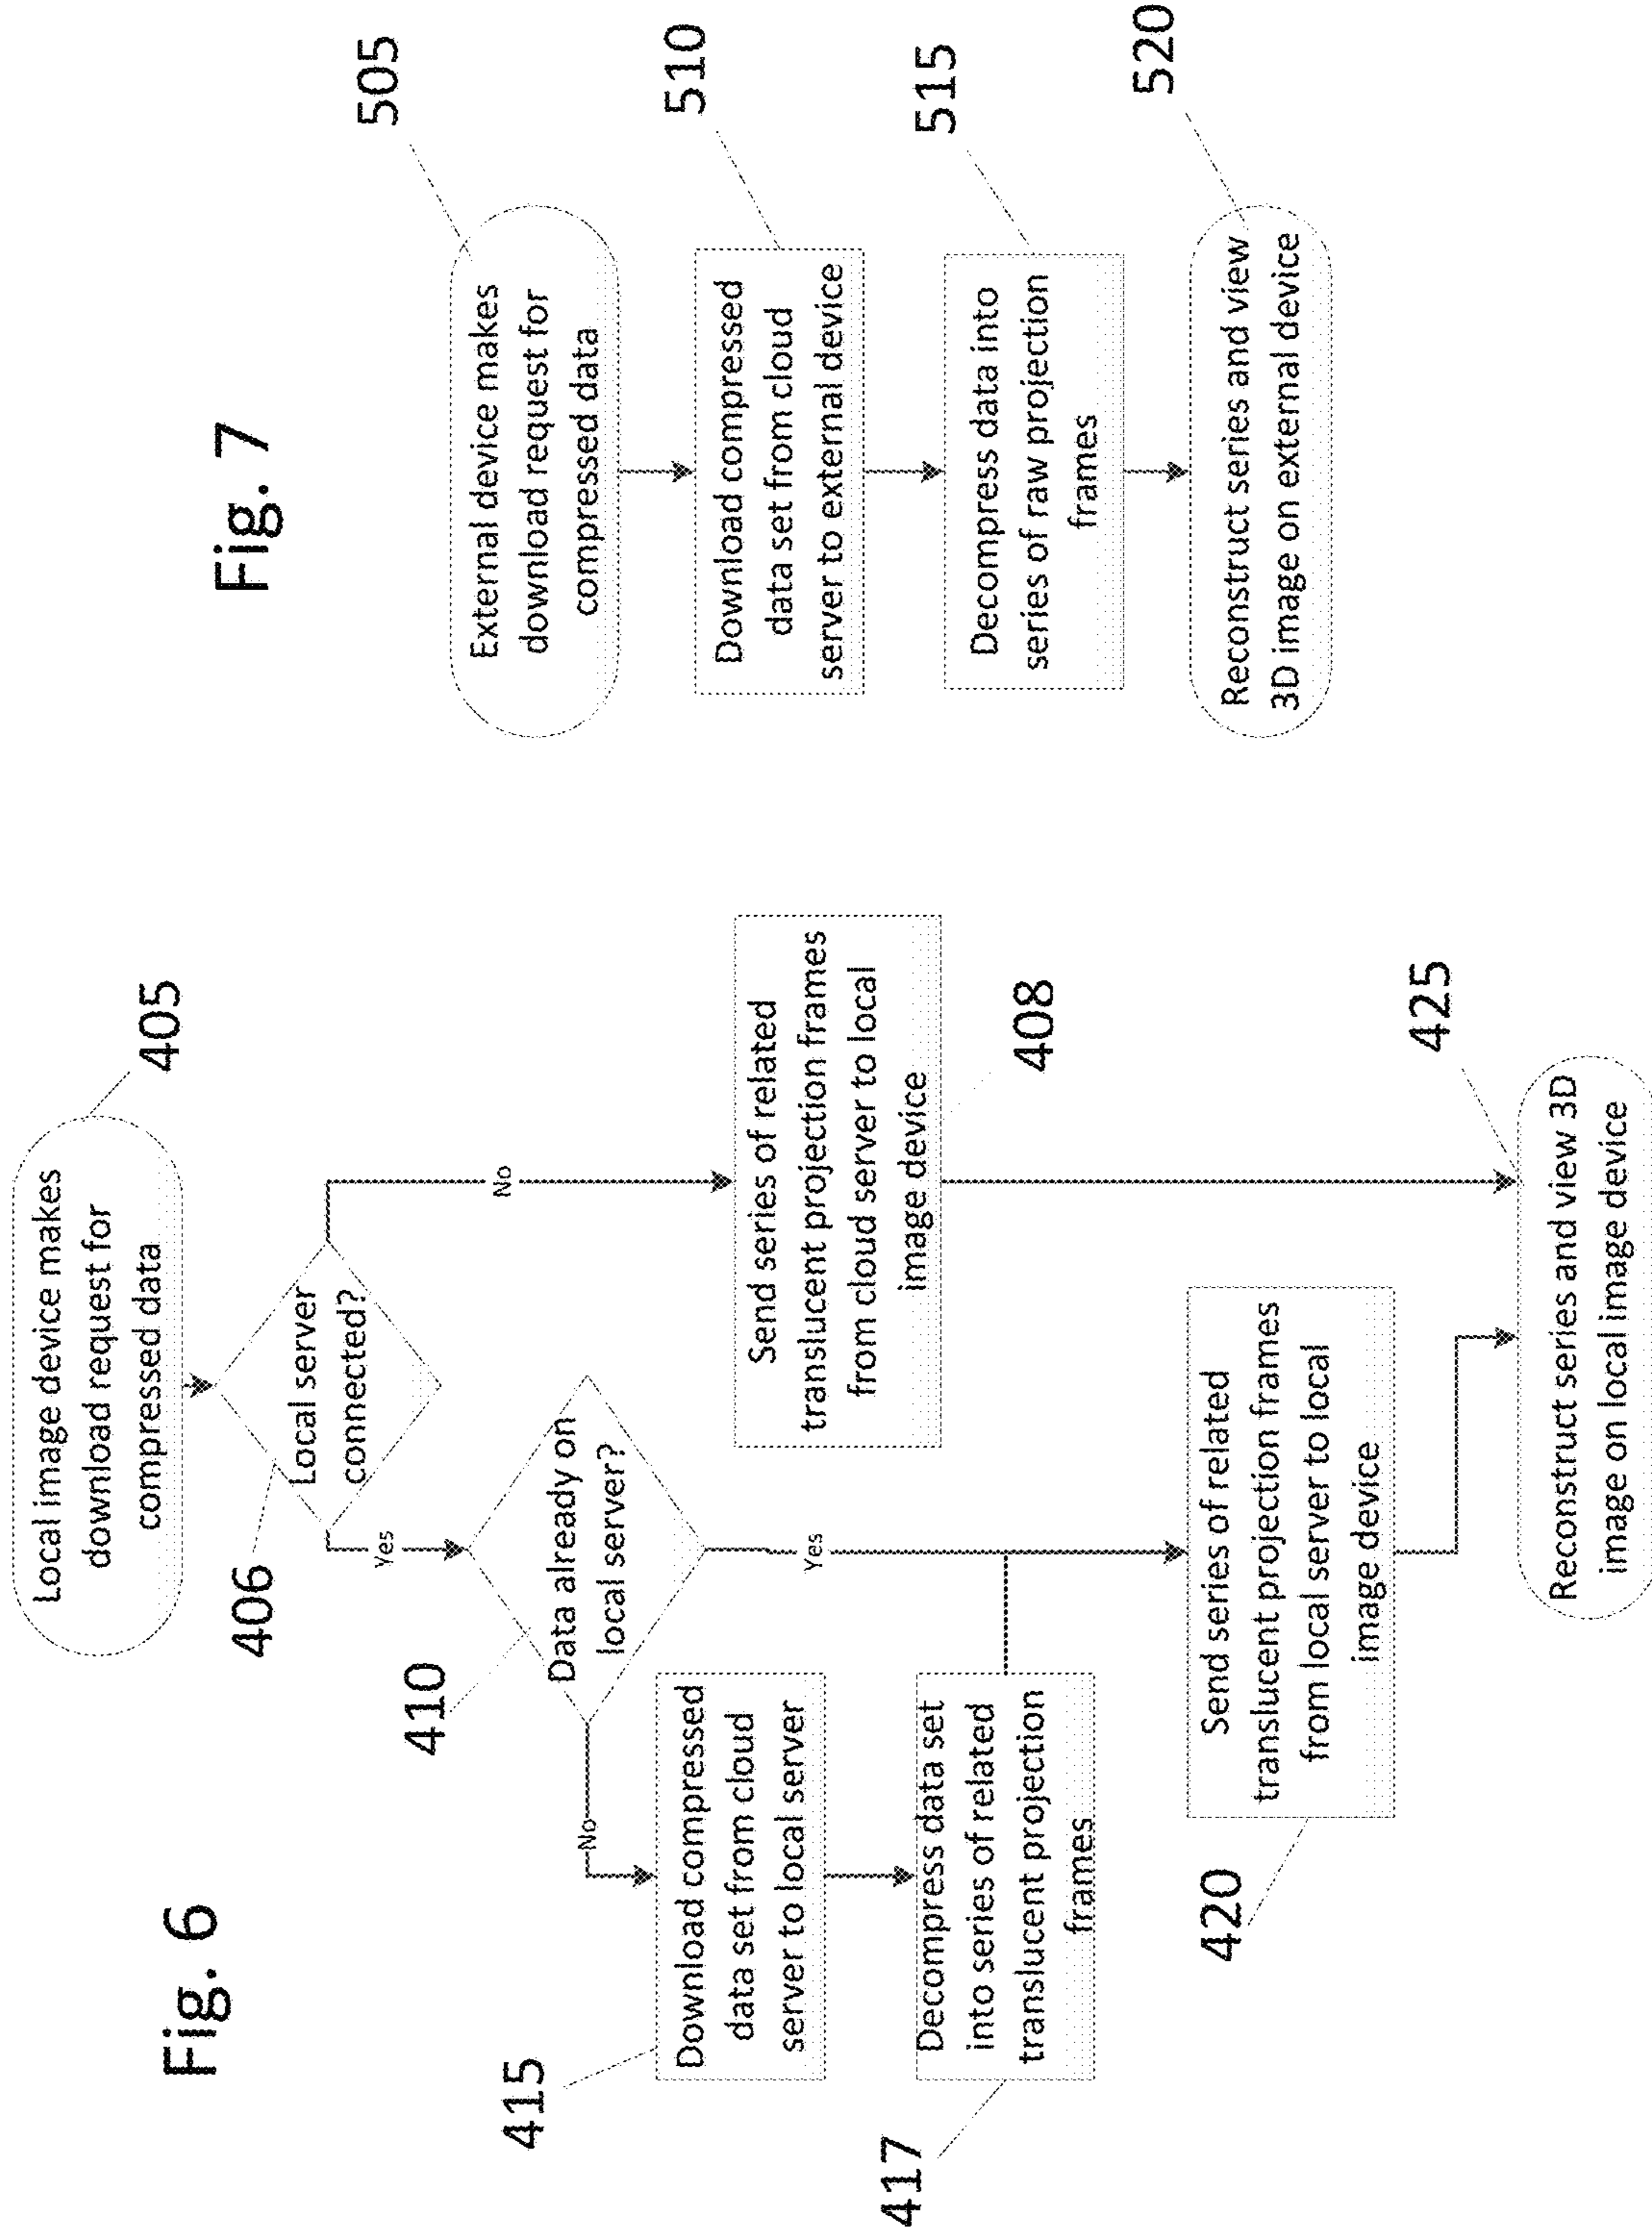 Fig. 6
Local image device makes
download request for
compressed data
405
406
Local server
connected?
Yes
No
410
Data already on
local server?
No
Yes
415
Download compressed
data set from cloud
server to local server
417
Decompress data set
into series of related
translucent projection
frames
Send series of related
translucent projection frames
from cloud server to local
image device
408
420
Send series of related
translucent projection frames
from local server to local
image device
425
Reconstruct series and view 3D
image on local image device
Fig. 7
External device makes
download request for
compressed data
505
Download compressed
data set from cloud
server to external device
510
Decompress data into
series of raw projection
frames
515
Reconstruct series and view
3D image on external device
520